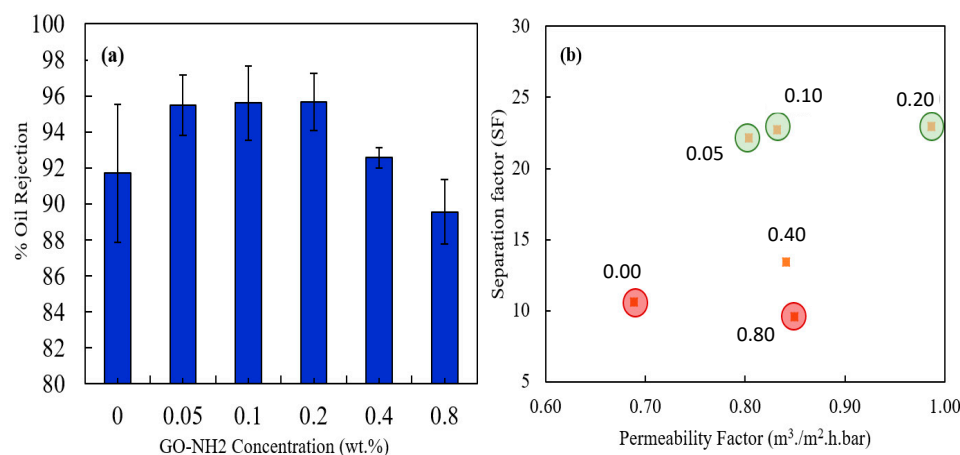 (a)
% Oil Rejection
100
98
96
94
92
90
88
86
84
82
80
0 0.05 0.1 0.2 0.4 0.8
GO-NH2 Concentration (wt.%)
(b)
Separation factor (SF)
30
25
20
15
10
5
0.10
0.20
0.05
0.40
0.00
0.80
0.60 0.70 0.80 0.90 1.00
Permeability Factor (m³./m².h.bar)